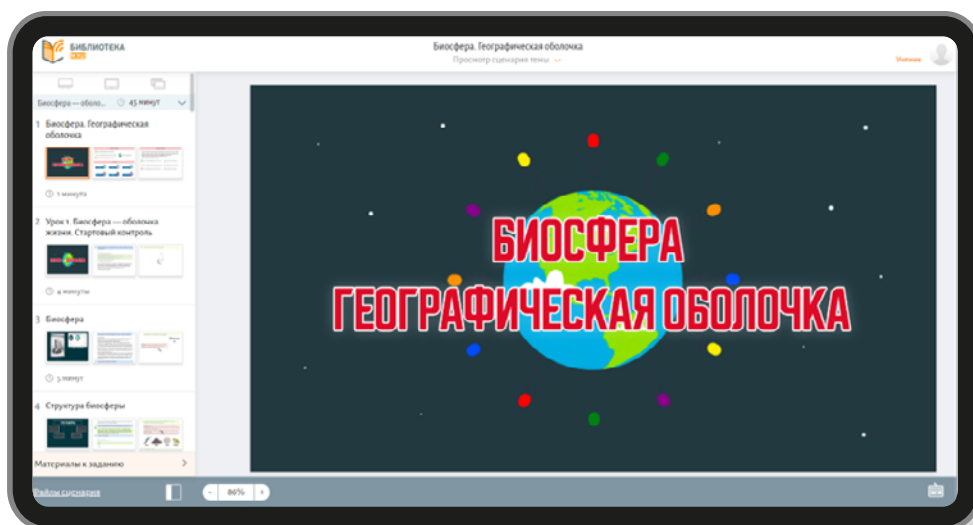 БИБЛИОТЕКА
МЭШ
Биосфера. Географическая оболочка
Просмотр сценария темы
Ученик
Биосфера — оболо... 45 минут
1 Биосфера. Географическая
оболочка
1 минута
2 Урок 1. Биосфера — оболочка
жизни. Стартовый контроль
4 минуты
3 Биосфера
5 минут
4 Структура биосферы
Материалы к заданию
Файлы сценария
86%
БИОСФЕРА
ГЕОГРАФИЧЕСКАЯ ОБОЛОЧКА